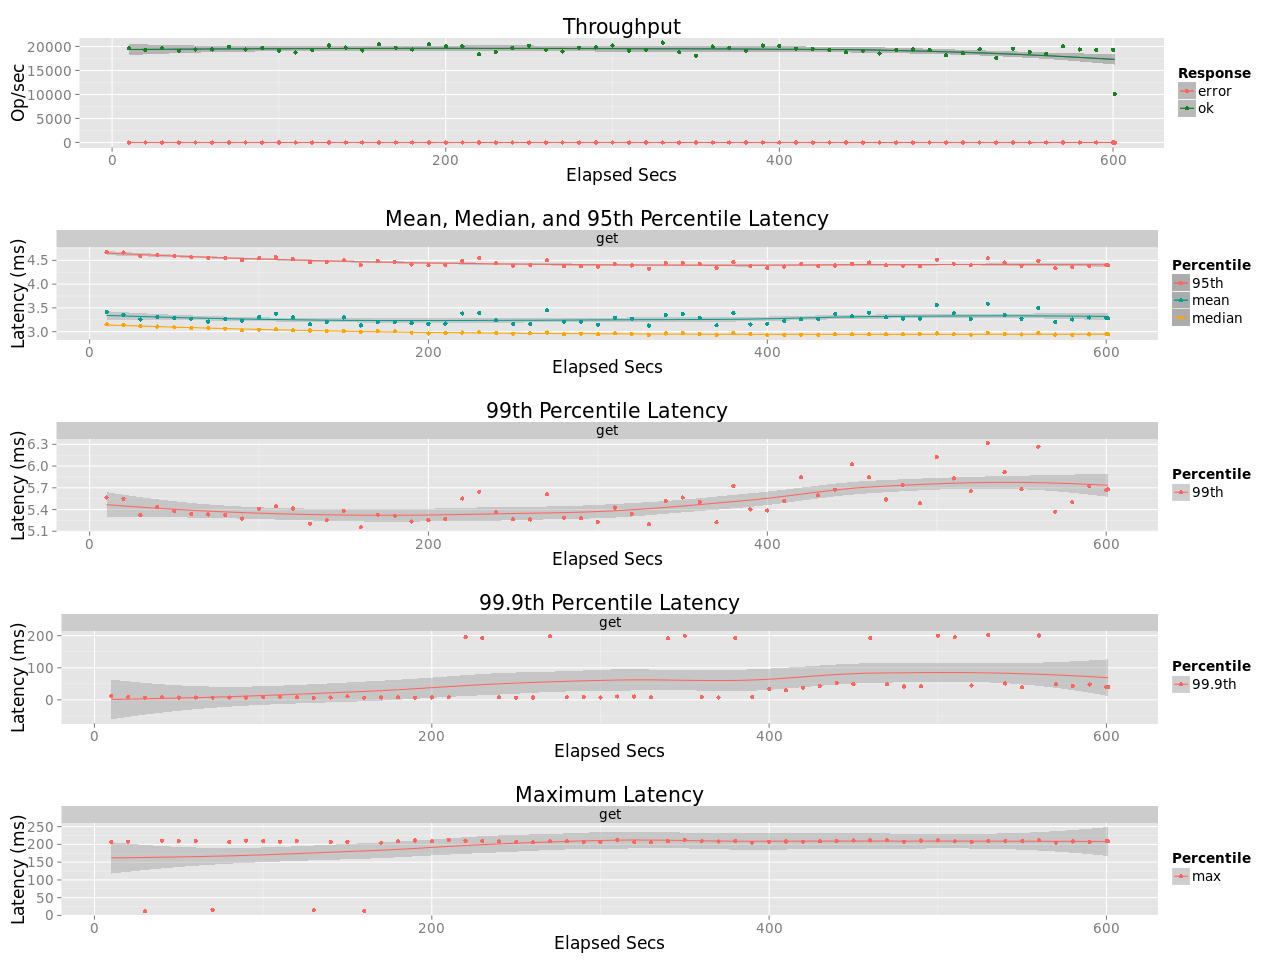 Throughput
20000
15000
10000
5000
0
Op/sec
0 200 400 600
Elapsed Secs
Response
error
ok
Mean, Median, and 95th Percentile Latency
get
4.5
4.0
3.5
3.0
Latency (ms)
0 200 400 600
Elapsed Secs
Percentile
95th
mean
median
99th Percentile Latency
get
6.3
6.0
5.7
5.4
5.1
Latency (ms)
0 200 400 600
Elapsed Secs
Percentile
99th
99.9th Percentile Latency
get
200
100
0
Latency (ms)
0 200 400 600
Elapsed Secs
Percentile
99.9th
Maximum Latency
get
250
200
150
100
50
0
Latency (ms)
0 200 400 600
Elapsed Secs
Percentile
max